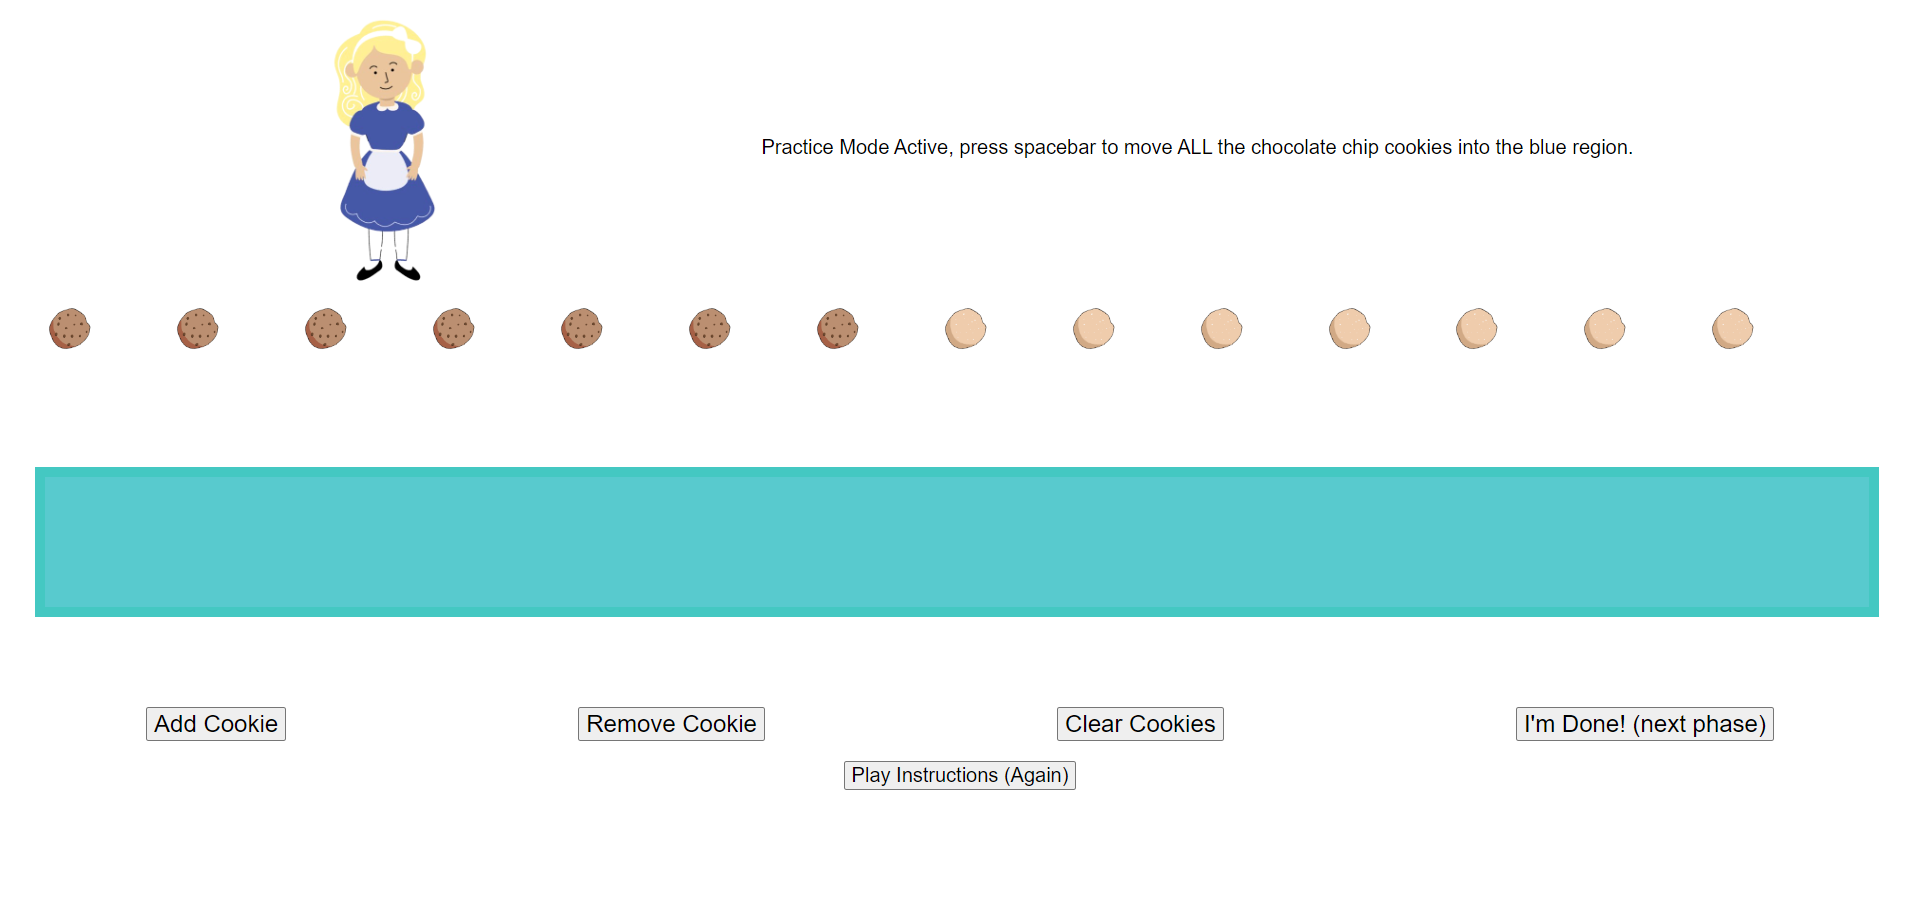 Practice Mode Active, press spacebar to move ALL the chocolate chip cookies into the blue region.
Add Cookie
Remove Cookie
Clear Cookies
I'm Done! (next phase)
Play Instructions (Again)